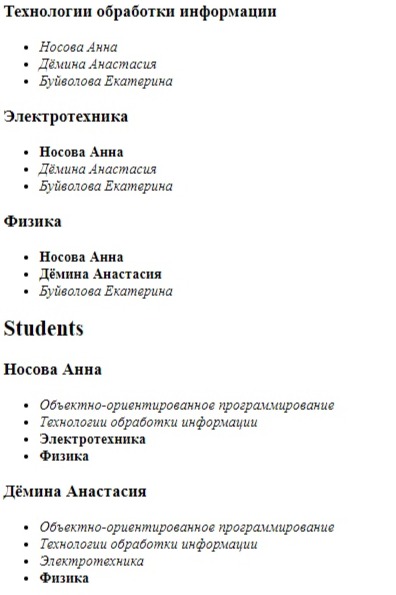 Технологии обработки информации
Носова Анна
Дёмина Анастасия
Буйволова Екатерина
Электротехника
Носова Анна
Дёмина Анастасия
Буйволова Екатерина
Физика
Носова Анна
Дёмина Анастасия
Буйволова Екатерина
Students
Носова Анна
Объектно-ориентированное программирование
Технологии обработки информации
Электротехника
Физика
Дёмина Анастасия
Объектно-ориентированное программирование
Технологии обработки информации
Электротехника
Физика